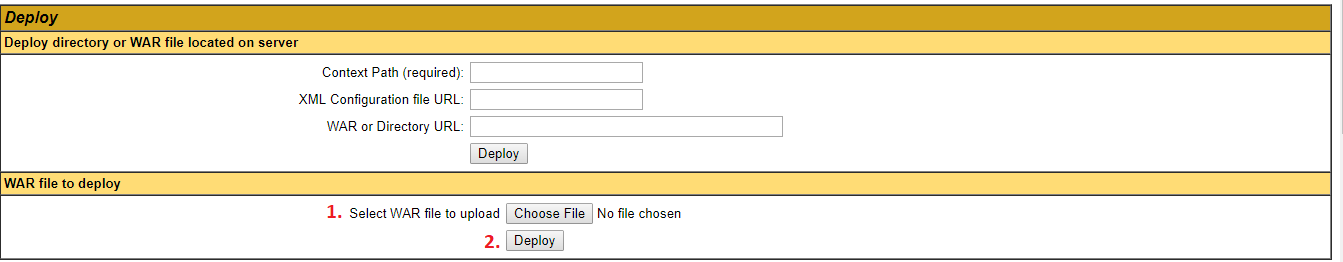 Deploy
Deploy directory or WAR file located on server
Context Path (required):
XML Configuration file URL:
WAR or Directory URL:
Deploy
WAR file to deploy
1. Select WAR file to upload Choose File No file chosen
2. Deploy